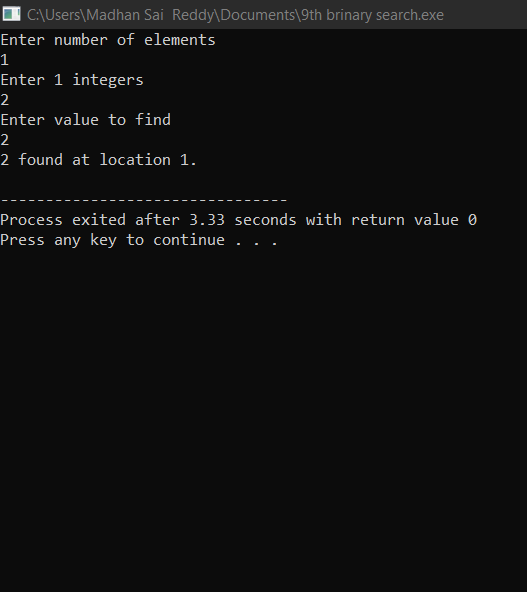 C:\Users\Madhan Sai  Reddy\Documents\9th brinary search.exe
Enter number of elements
1
Enter 1 integers
2
Enter value to find
2
2 found at location 1.
--------------------------------
Process exited after 3.33 seconds with return value 0
Press any key to continue . . .